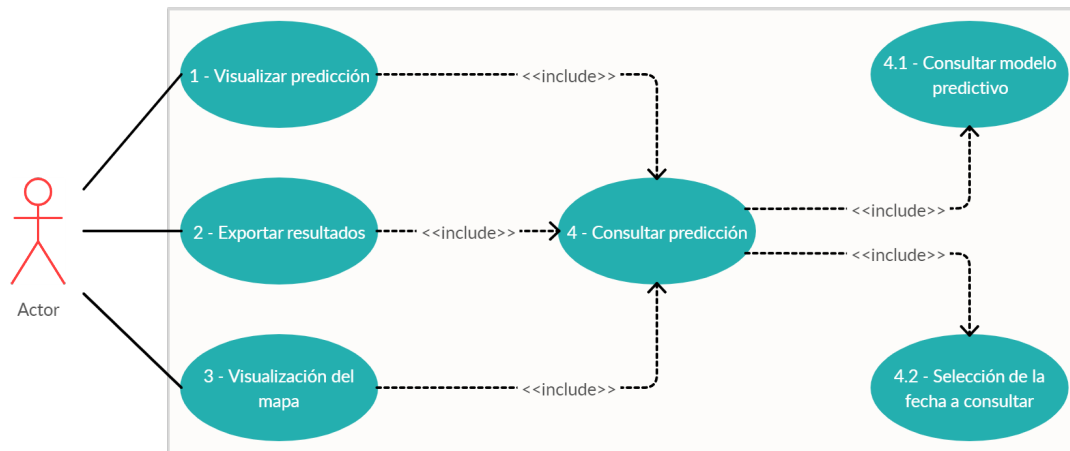 1 - Visualizar predicción
<<include>>
4.1 - Consultar modelo
predictivo
Actor
2 - Exportar resultados
<<include>>
4 - Consultar predicción
<<include>>
<<include>>
3 - Visualización del
mapa
<<include>>
4.2 - Selección de la
fecha a consultar